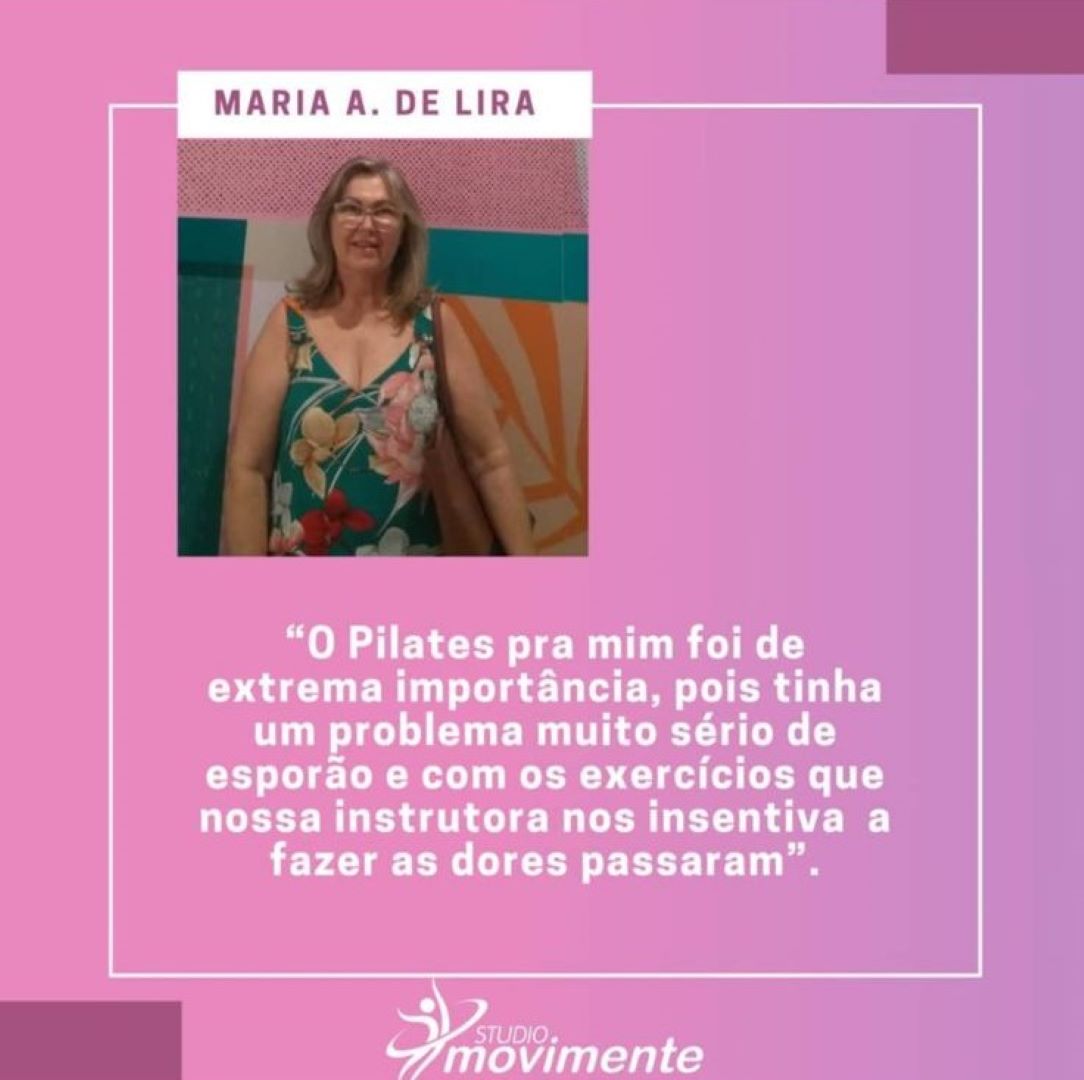 MARIA A. DE LIRA
“O Pilates pra mim foi de
extrema importância, pois tinha
um problema muito sério de
esporão e com os exercícios que
nossa instrutora nos insentiva a
fazer as dores passaram”.
STUDIO
movimente